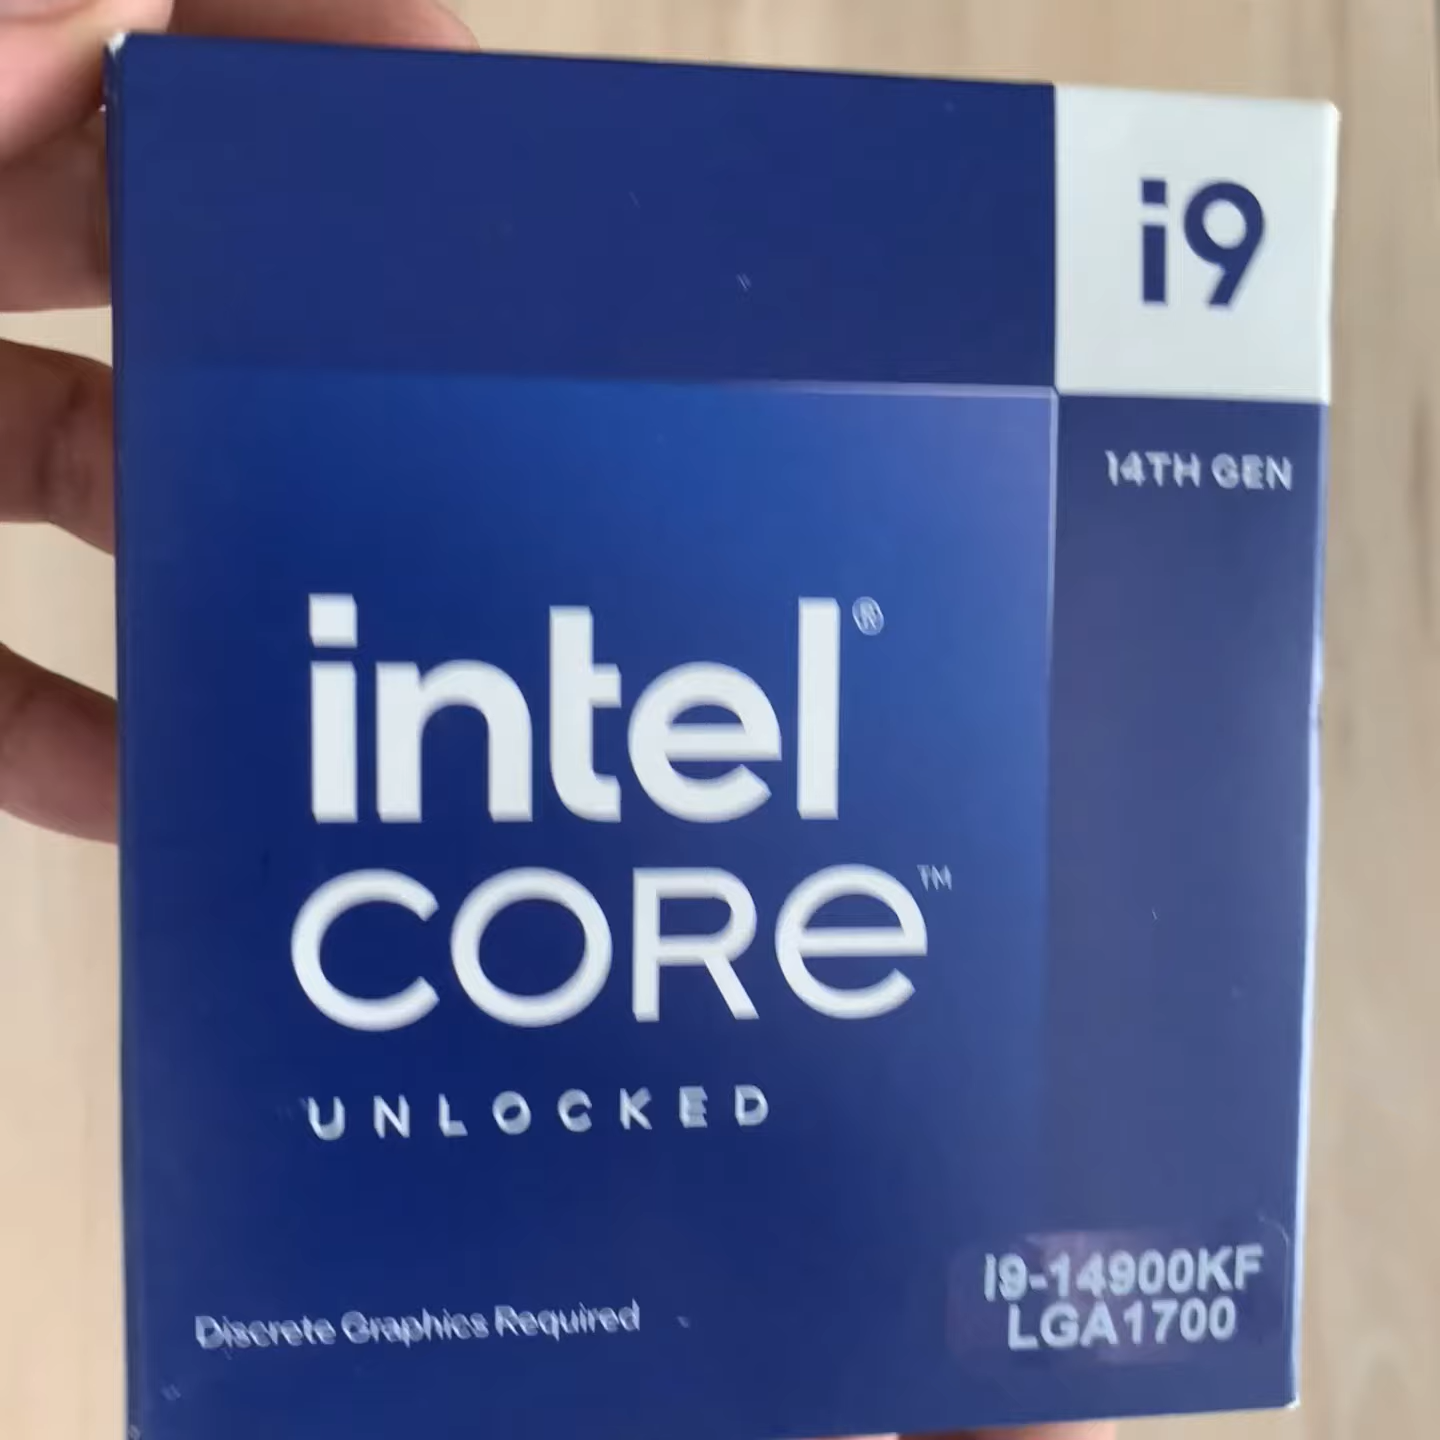 i9
14TH GEN
intel®
CORe™
UNLOCKED
Discrete Graphics Required
I9-14900KF
LGA1700